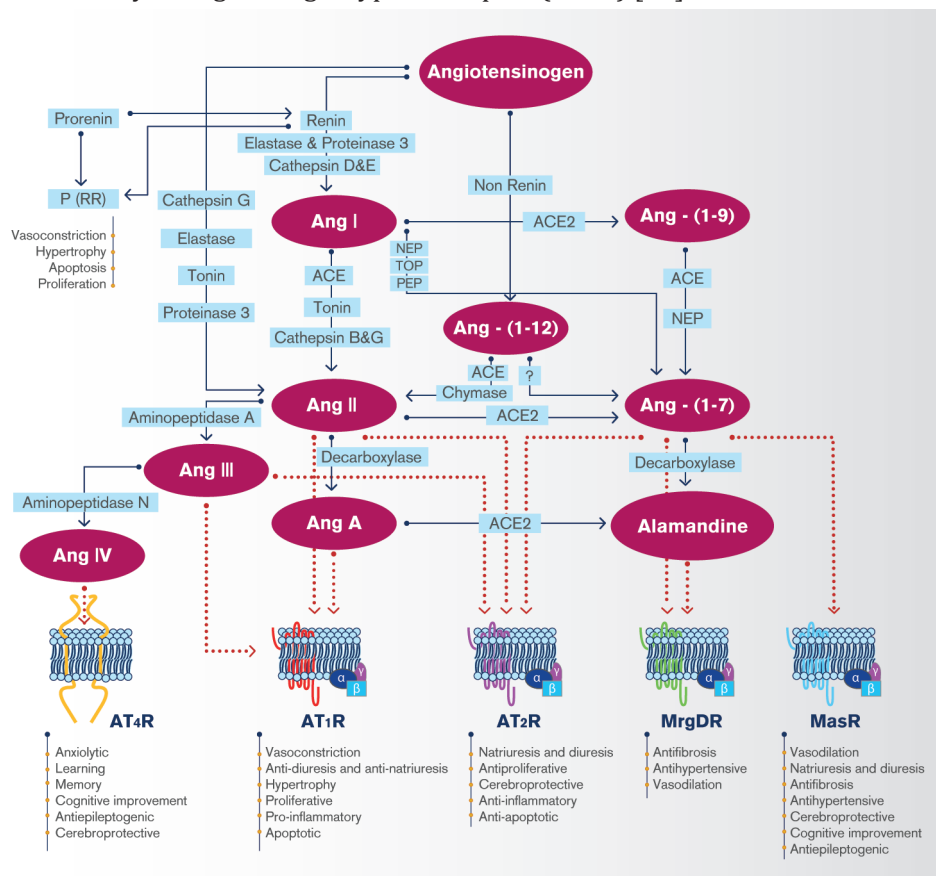 Angiotensinogen
Prorenin
Renin
Elastase & Proteinase 3
Cathepsin D&E
P (RR)
Vasoconstriction
Hypertrophy
Apoptosis
Proliferation
Cathepsin G
Elastase
Tonin
Proteinase 3
Non Renin
Ang I
ACE2
Ang - (1-9)
NEP
TOP
PEP
ACE
Tonin
Cathepsin B&G
ACE
NEP
Ang - (1-12)
ACE
Chymase
?
Ang II
ACE2
Ang - (1-7)
Aminopeptidase A
Decarboxylase
Decarboxylase
Ang III
Aminopeptidase N
Ang A
ACE2
Alamandine
Ang IV
α
γ
β
α
γ
β
α
γ
β
α
γ
β
AT4R
AT1R
AT2R
MrgDR
MasR
Anxiolytic
Learning
Memory
Cognitive improvement
Antiepileptogenic
Cerebroprotective
Vasoconstriction
Anti-diuresis and anti-natriuresis
Hypertrophy
Proliferative
Pro-inflammatory
Apoptotic
Natriuresis and diuresis
Antiproliferative
Cerebroprotective
Anti-inflammatory
Anti-apoptotic
Antifibrosis
Antihypertensive
Vasodilation
Vasodilation
Natriuresis and diuresis
Antifibrosis
Antihypertensive
Cerebroprotective
Cognitive improvement
Antiepileptogenic